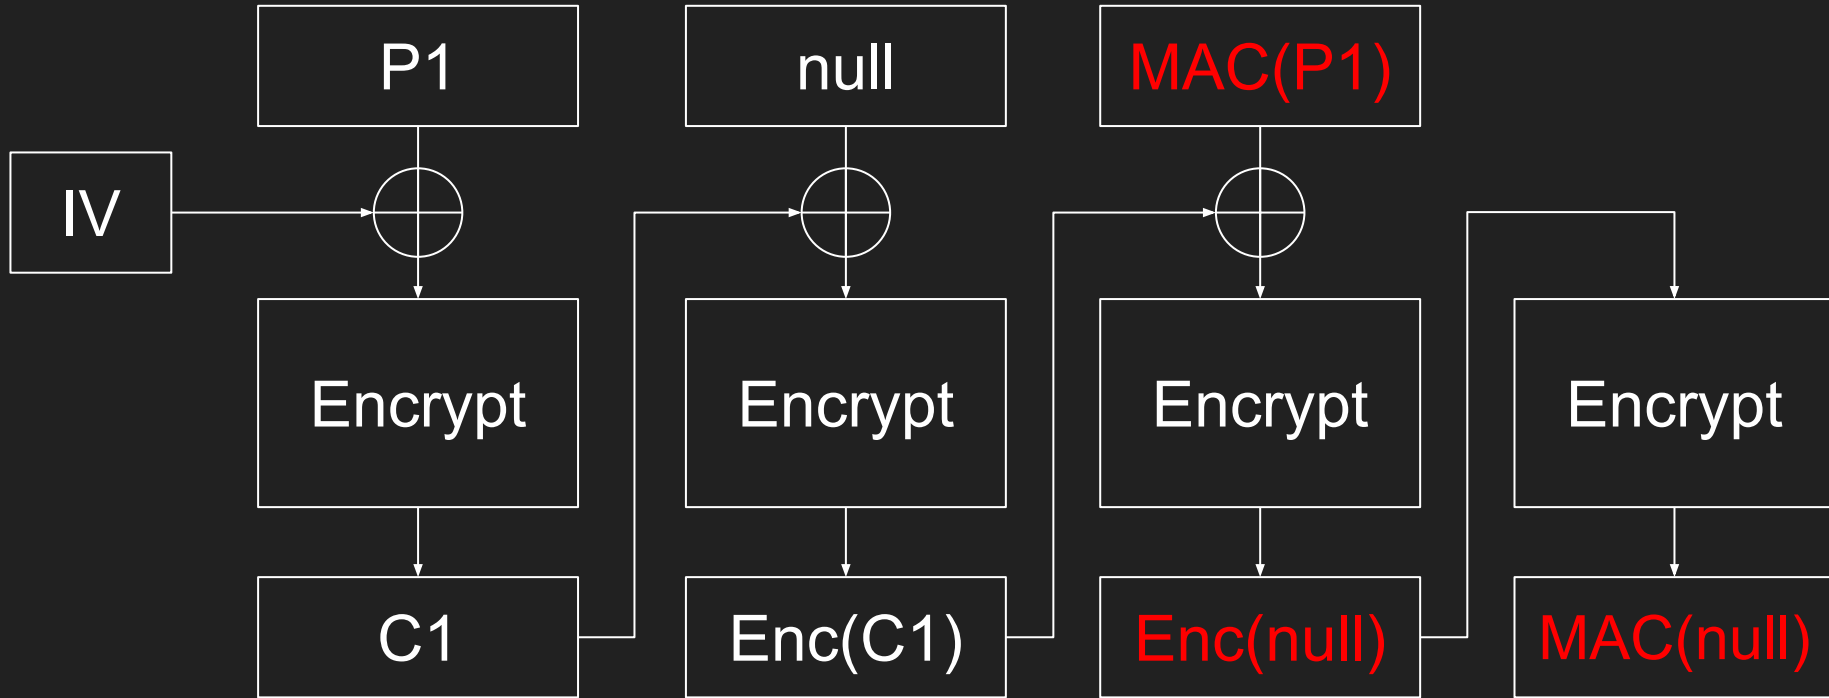 P1
null
MAC(P1)
IV
Encrypt
Encrypt
Encrypt
Encrypt
C1
Enc(C1)
Enc(null)
MAC(null)